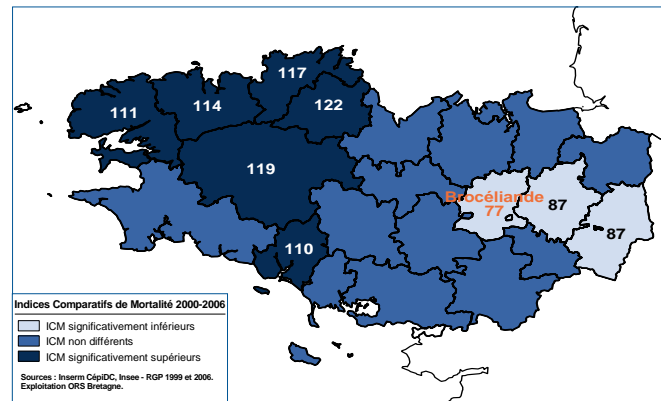 117
114
122
111
119
Brocéliande
77
87
87
110
Indices Comparatifs de Mortalité 2000-2006
ICM significativement inférieurs
ICM non différents
ICM significativement supérieurs
Sources : Inserm CépiDC, Insee - RGP 1999 et 2006.
Exploitation ORS Bretagne.